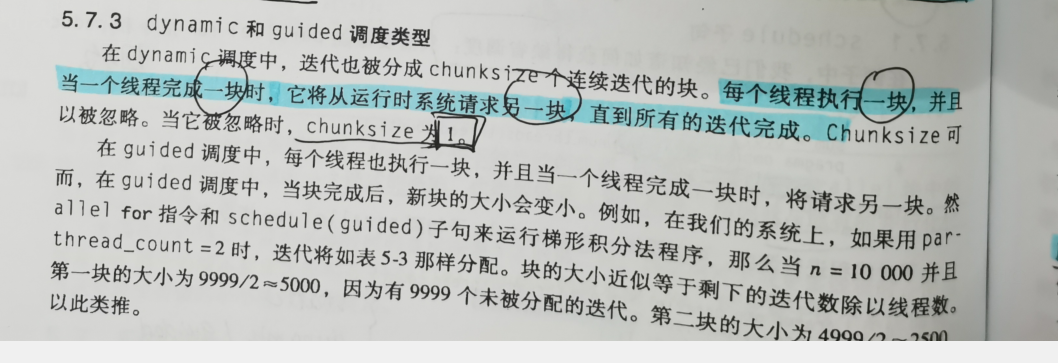 5.7.3 dynamic 和 guided 调度类型
在 dynamic 调度中，迭代也被分成 chunksize 个连续迭代的块。每个线程执行一块，并且
当一个线程完成一块时，它将从运行时系统请求另一块，直到所有的迭代完成。Chunksize 可
以被忽略。当它被忽略时，chunksize 为 1。
在 guided 调度中，每个线程也执行一块，并且当一个线程完成一块时，将请求另一块。然
而，在 guided 调度中，当块完成后，新块的大小会变小。例如，在我们的系统上，如果用 par-
allel for 指令和 schedule(guided)子句来运行梯形积分法程序，那么当 n = 10 000 并且
thread_count =2 时，迭代将如表 5-3 那样分配。块的大小近似等于剩下的迭代数除以线程数。
第一块的大小为 9999/2≈5000，因为有 9999 个未被分配的迭代。第二块的大小为 4999/2≈2500，
以此类推。